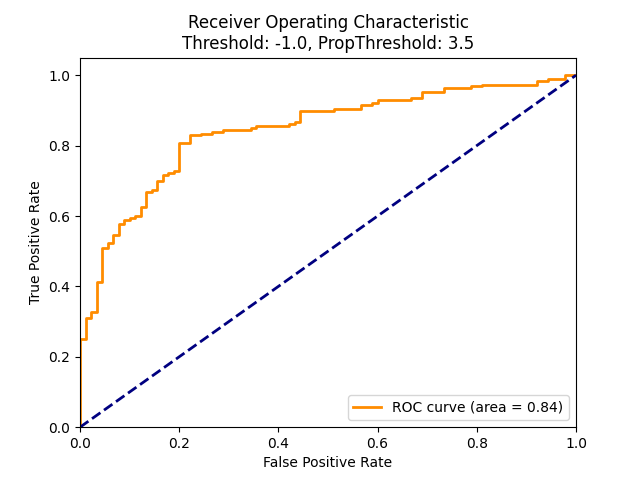 Receiver Operating Characteristic
Threshold: -1.0, PropThreshold: 3.5
True Positive Rate
1.0
0.8
0.6
0.4
0.2
0.0
ROC curve (area = 0.84)
0.0 0.2 0.4 0.6 0.8 1.0
False Positive Rate